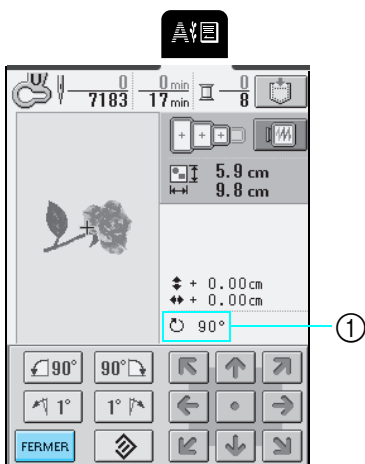 A
U
0 0 min 0
7183 17 min 8
5.9 cm
9.8 cm
+ 0.00cm
+ 0.00cm
90°
1
90° 90°
1° 1°
FERMER